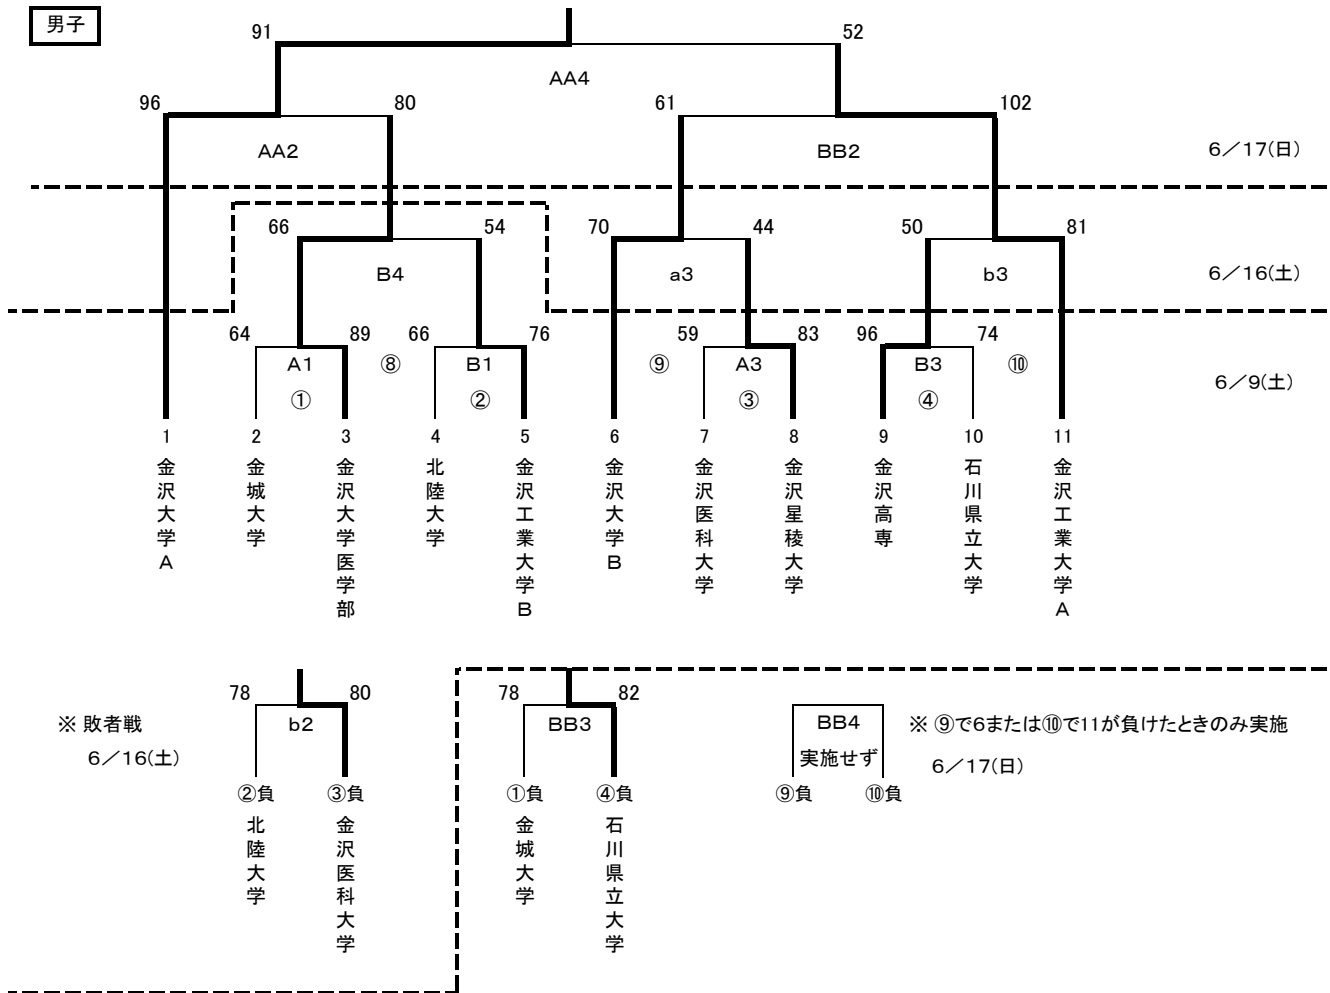 男子
91
52
AA4
96
80
61
102
AA2
BB2
6／17(日)
66
54
70
44
50
81
B4
a3
b3
6／16(土)
64
89
66
76
59
83
96
74
A1
⑧
B1
⑨
A3
B3
⑩
6／9(土)
①
②
③
④
1
2
3
4
5
6
7
8
9
10
11
金沢大学A
金城大学
金沢大学医学部
北陸大学
金沢工業大学B
金沢大学B
金沢医科大学
金沢星稜大学
金沢高専
石川県立大学
金沢工業大学A
78
80
78
82
※ 敗者戦
b2
BB3
BB4
※ ⑨で6または⑩で11が負けたときのみ実施
6／16(土)
実施せず
6／17(日)
②負
③負
①負
④負
⑨負
⑩負
北陸大学
金沢医科大学
金城大学
石川県立大学